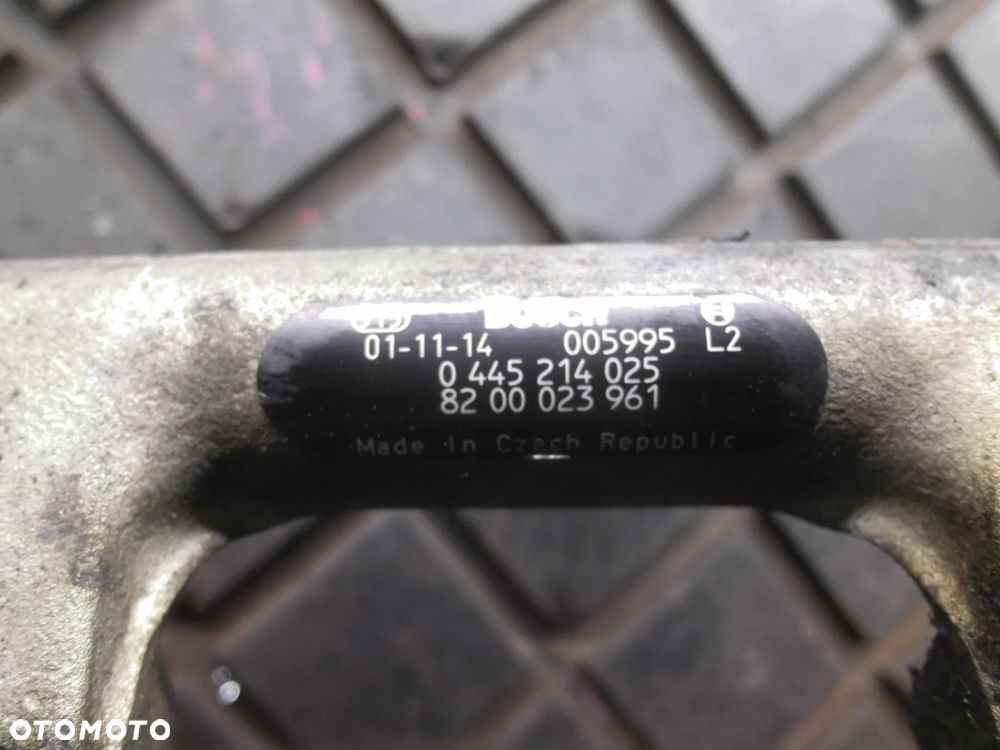 BOSCH
01-11-14 005995 L2
0 445 214 025
82 00 023 961
Made in Czech Republic
OTOMOTO